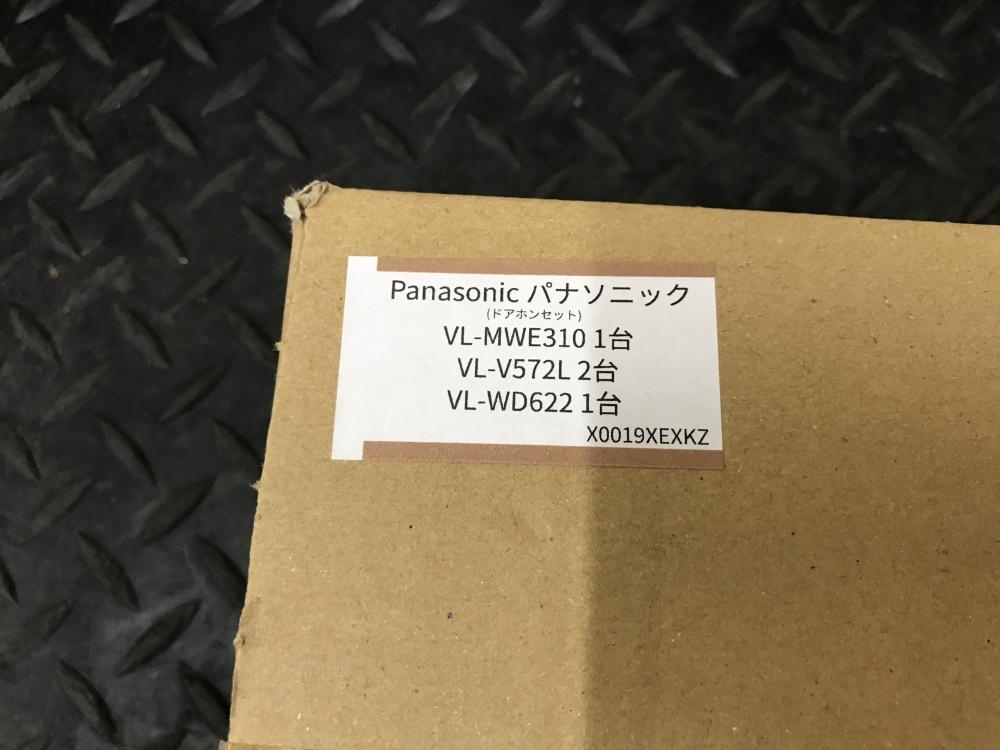 Panasonic パナソニック
(ドアホンセット)
VL-MWE310 1台
VL-V572L 2台
VL-WD622 1台
X0019XEXKZ